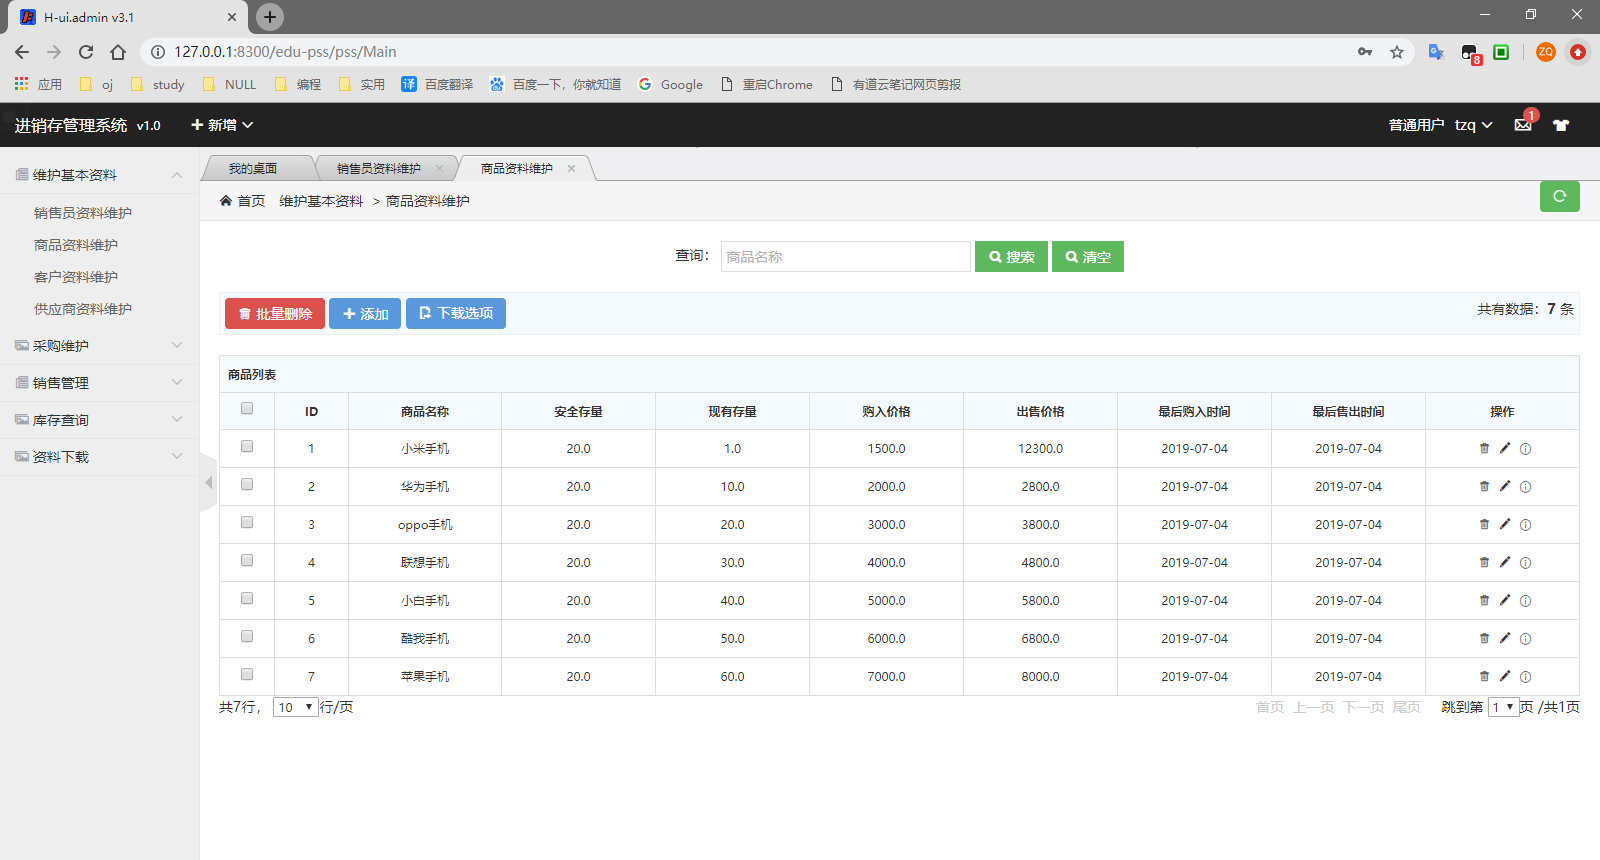 H-ui.admin v3.1
127.0.0.1:8300/edu-pss/pss/Main
8
ZQ
应用 oj study NULL 编程 实用 译 百度翻译 百度一下，你就知道 Google 重启Chrome 有道云笔记网页剪报
进销存管理系统 v1.0 新增 普通用户 tzq 1
维护基本资料
销售员资料维护
商品资料维护
客户资料维护
供应商资料维护
采购维护
销售管理
库存查询
资料下载
我的桌面 销售员资料维护 商品资料维护
首页 维护基本资料 > 商品资料维护
查询： 商品名称 搜索 清空
批量删除 添加 下载选项 共有数据：7 条
商品列表
ID 商品名称 安全存量 现有存量 购入价格 出售价格 最后购入时间 最后售出时间 操作
1 小米手机 20.0 1.0 1500.0 12300.0 2019-07-04 2019-07-04
2 华为手机 20.0 10.0 2000.0 2800.0 2019-07-04 2019-07-04
3 oppo手机 20.0 20.0 3000.0 3800.0 2019-07-04 2019-07-04
4 联想手机 20.0 30.0 4000.0 4800.0 2019-07-04 2019-07-04
5 小白手机 20.0 40.0 5000.0 5800.0 2019-07-04 2019-07-04
6 酷我手机 20.0 50.0 6000.0 6800.0 2019-07-04 2019-07-04
7 苹果手机 20.0 60.0 7000.0 8000.0 2019-07-04 2019-07-04
共7行， 10 行/页 首页 上一页 下一页 尾页 跳到第 1 页 /共1页